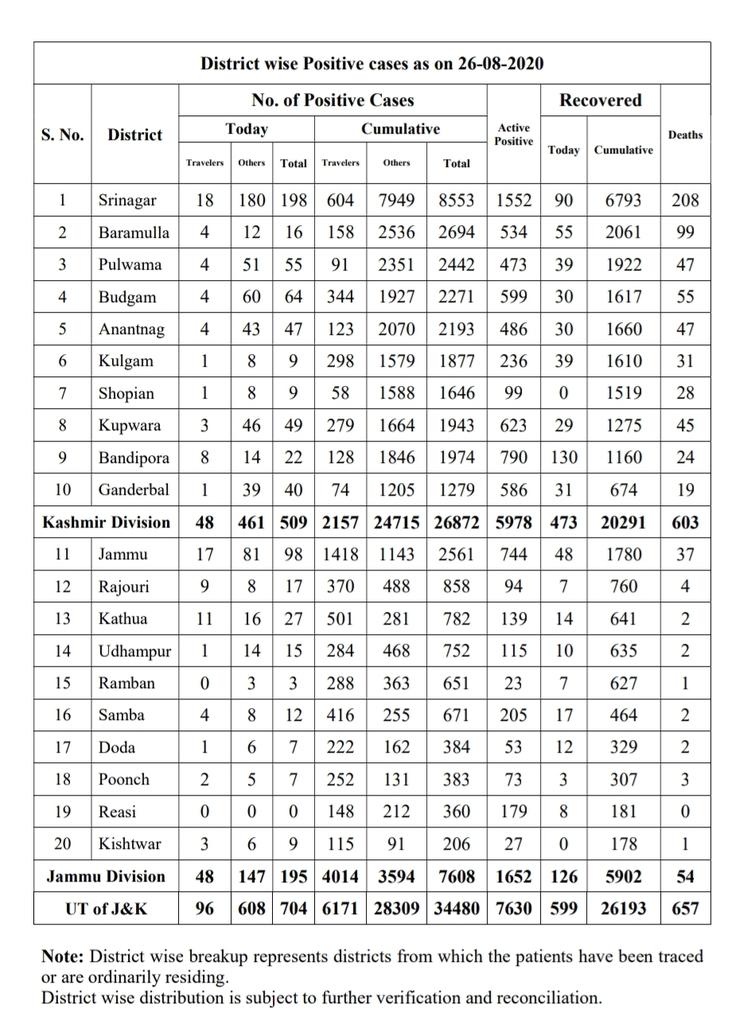 District wise Positive cases as on 26-08-2020
S. No. District No. of Positive Cases Active Positive Recovered Deaths
Today Cumulative Today Cumulative
Travelers Others Total Travelers Others Total
1 Srinagar 18 180 198 604 7949 8553 1552 90 6793 208
2 Baramulla 4 12 16 158 2536 2694 534 55 2061 99
3 Pulwama 4 51 55 91 2351 2442 473 39 1922 47
4 Budgam 4 60 64 344 1927 2271 599 30 1617 55
5 Anantnag 4 43 47 123 2070 2193 486 30 1660 47
6 Kulgam 1 8 9 298 1579 1877 236 39 1610 31
7 Shopian 1 8 9 58 1588 1646 99 0 1519 28
8 Kupwara 3 46 49 279 1664 1943 623 29 1275 45
9 Bandipora 8 14 22 128 1846 1974 790 130 1160 24
10 Ganderbal 1 39 40 74 1205 1279 586 31 674 19
Kashmir Division 48 461 509 2157 24715 26872 5978 473 20291 603
11 Jammu 17 81 98 1418 1143 2561 744 48 1780 37
12 Rajouri 9 8 17 370 488 858 94 7 760 4
13 Kathua 11 16 27 501 281 782 139 14 641 2
14 Udhampur 1 14 15 284 468 752 115 10 635 2
15 Ramban 0 3 3 288 363 651 23 7 627 1
16 Samba 4 8 12 416 255 671 205 17 464 2
17 Doda 1 6 7 222 162 384 53 12 329 2
18 Poonch 2 5 7 252 131 383 73 3 307 3
19 Reasi 0 0 0 148 212 360 179 8 181 0
20 Kishtwar 3 6 9 115 91 206 27 0 178 1
Jammu Division 48 147 195 4014 3594 7608 1652 126 5902 54
UT of J&K 96 608 704 6171 28309 34480 7630 599 26193 657
Note: District wise breakup represents districts from which the patients have been traced
or are ordinarily residing.
District wise distribution is subject to further verification and reconciliation.